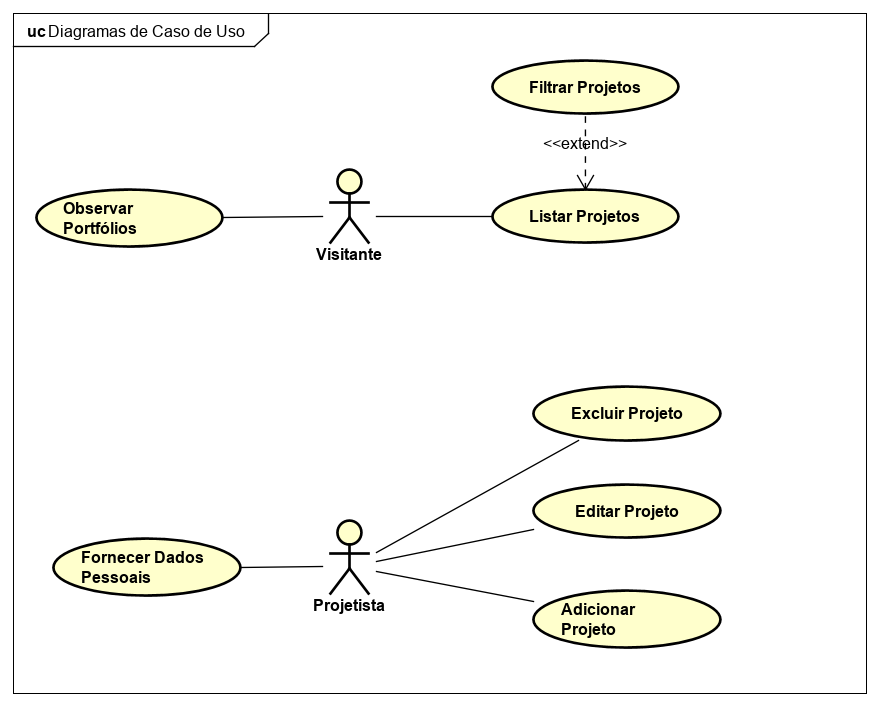 uc Diagramas de Caso de Uso
Filtrar Projetos
<<extend>>
Observar
Portfólios
Visitante
Listar Projetos
Excluir Projeto
Editar Projeto
Fornecer Dados
Pessoais
Projetista
Adicionar
Projeto